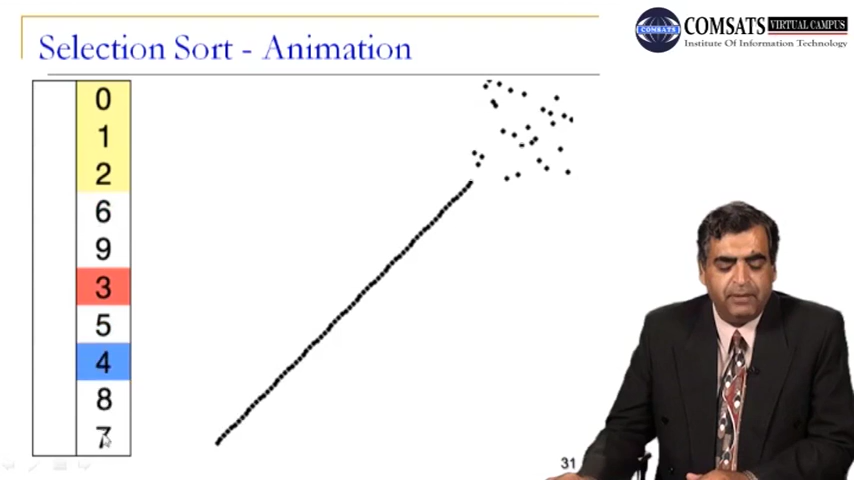 Selection Sort - Animation
COMSATS VIRTUAL CAMPUS
Institute Of Information Technology
COMSATS
0
1
2
6
9
3
5
4
8
7
31